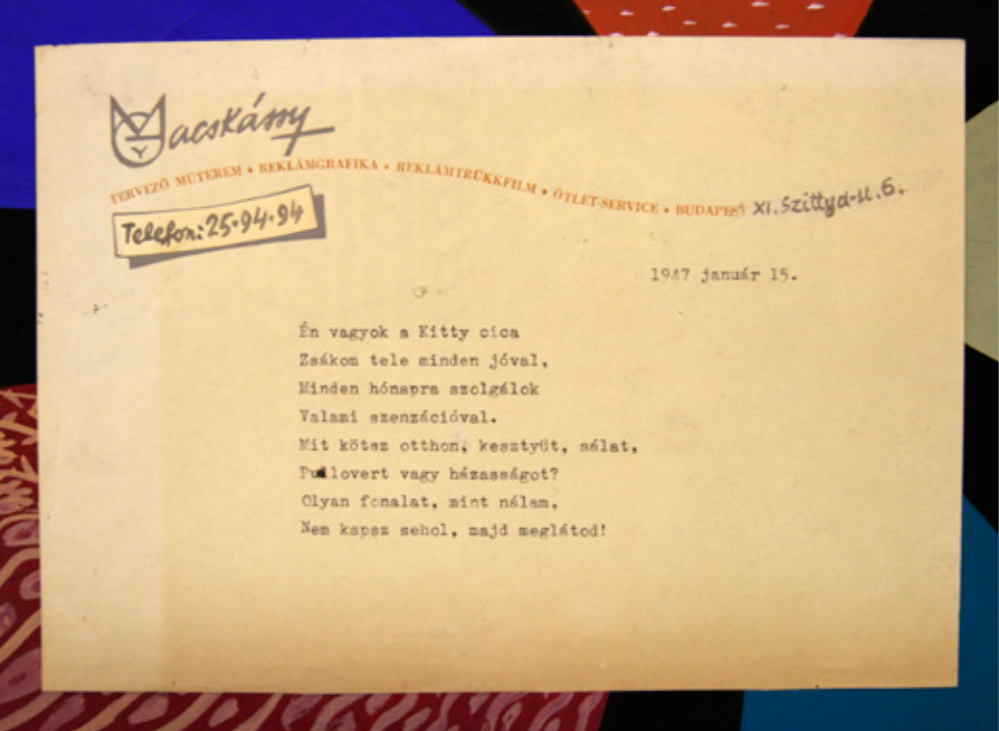 Macskássy
TERVEZŐ MŰTEREM • REKLÁMGRAFIKA • REKLÁMTRÜKKFILM • ÖTLET-SERVICE • BUDAPEST XI. Szittya-u. 6.
Telefon: 25-94-94
1947 január 15.
Én vagyok a Kitty cica
Zsákom tele minden jóval,
Minden hónapra szolgálok
Valami szenzációval.
Mit kötsz otthon, kesztyüt, sálat,
Pullovert vagy házasságot?
Olyan fonalat, mint nálam,
Nem kapsz sehol, majd meglátod!